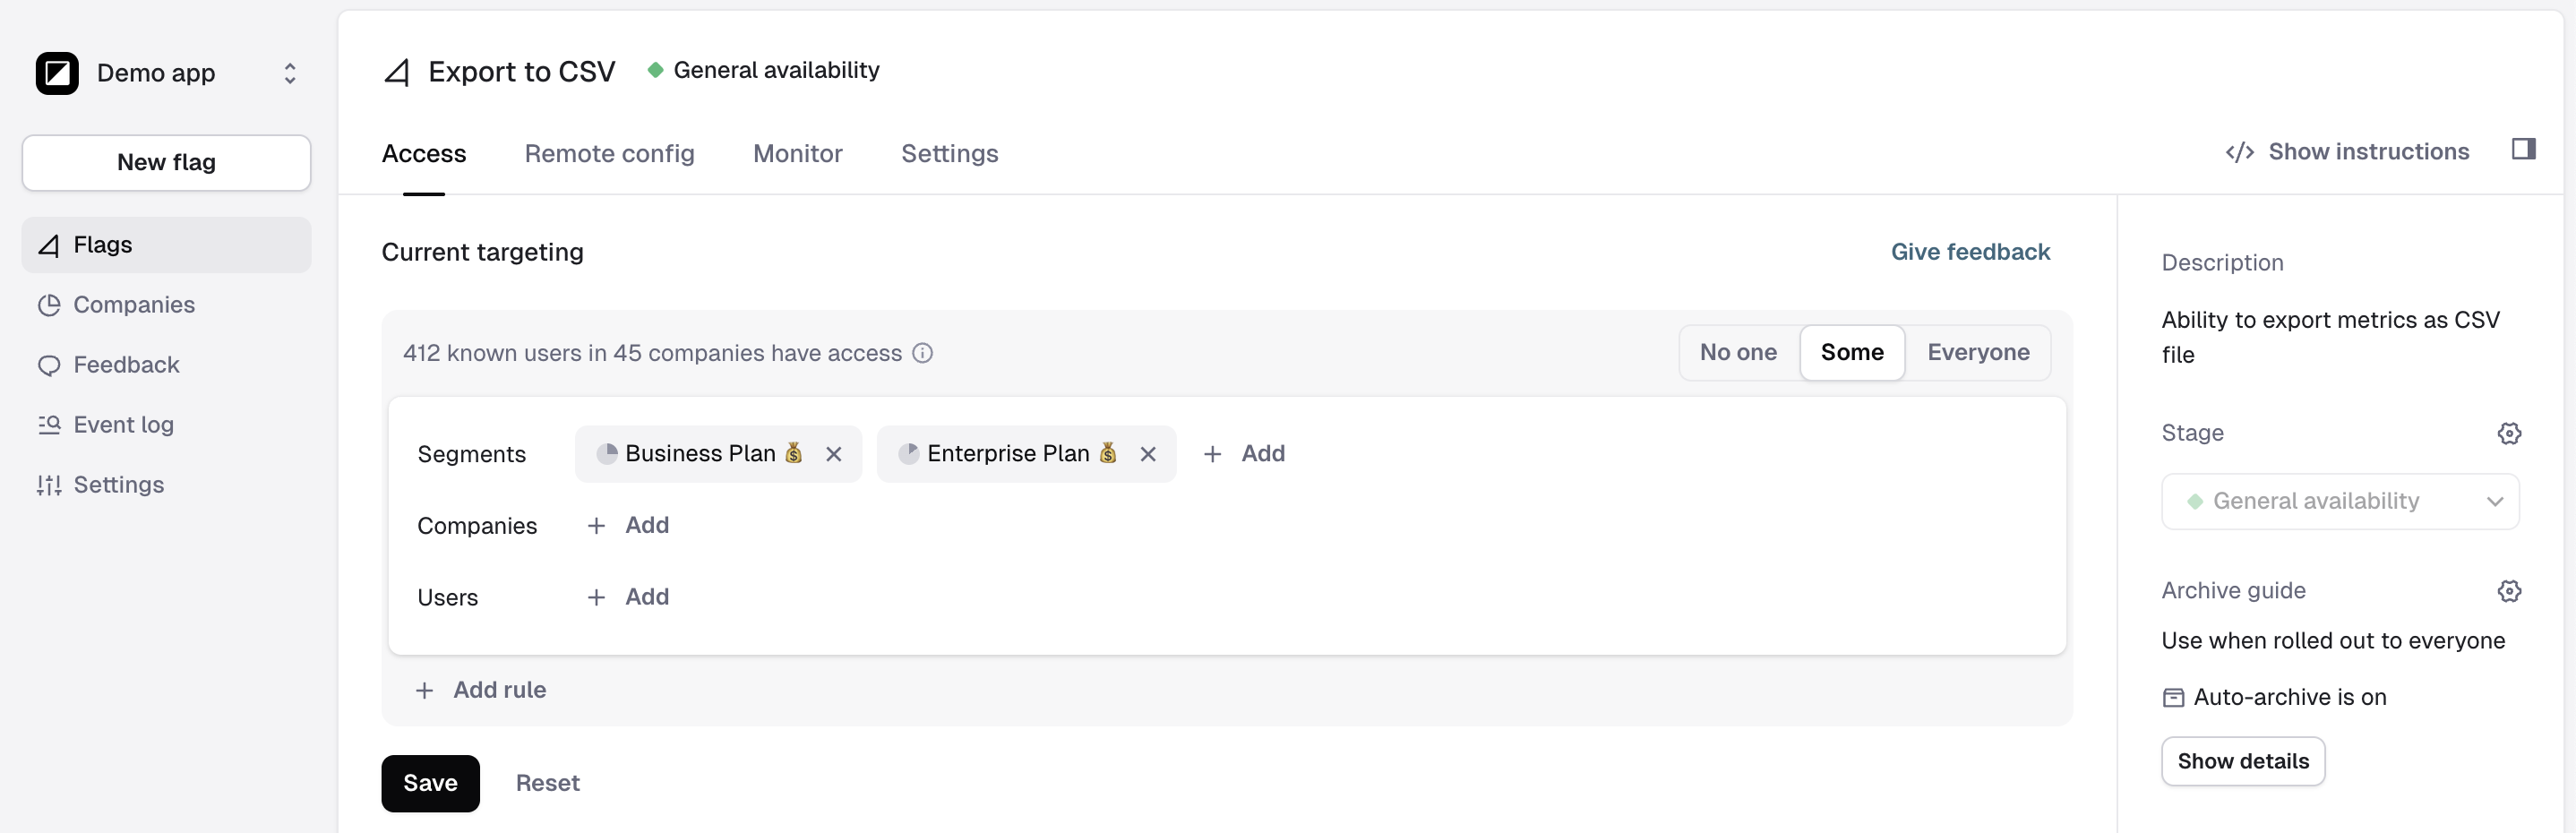 Demo app
New flag
Flags
Companies
Feedback
Event log
Settings
Export to CSV General availability
Access Remote config Monitor Settings
</> Show instructions
Current targeting
Give feedback
412 known users in 45 companies have access
No one Some Everyone
Segments Business Plan 💰 Enterprise Plan 💰 + Add
Companies + Add
Users + Add
+ Add rule
Save Reset
Description
Ability to export metrics as CSV
file
Stage
General availability
Archive guide
Use when rolled out to everyone
Auto-archive is on
Show details